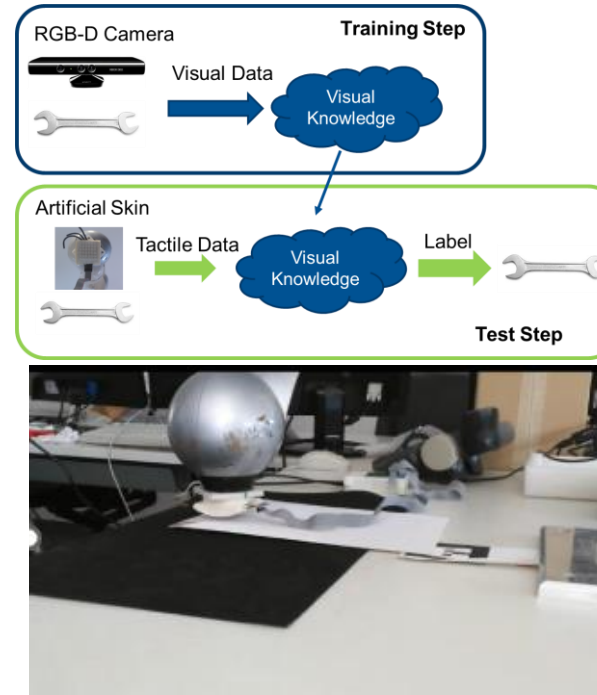 RGB-D Camera
Training Step
Visual Data
Visual
Knowledge
Artificial Skin
Tactile Data
Visual
Knowledge
Label
Test Step